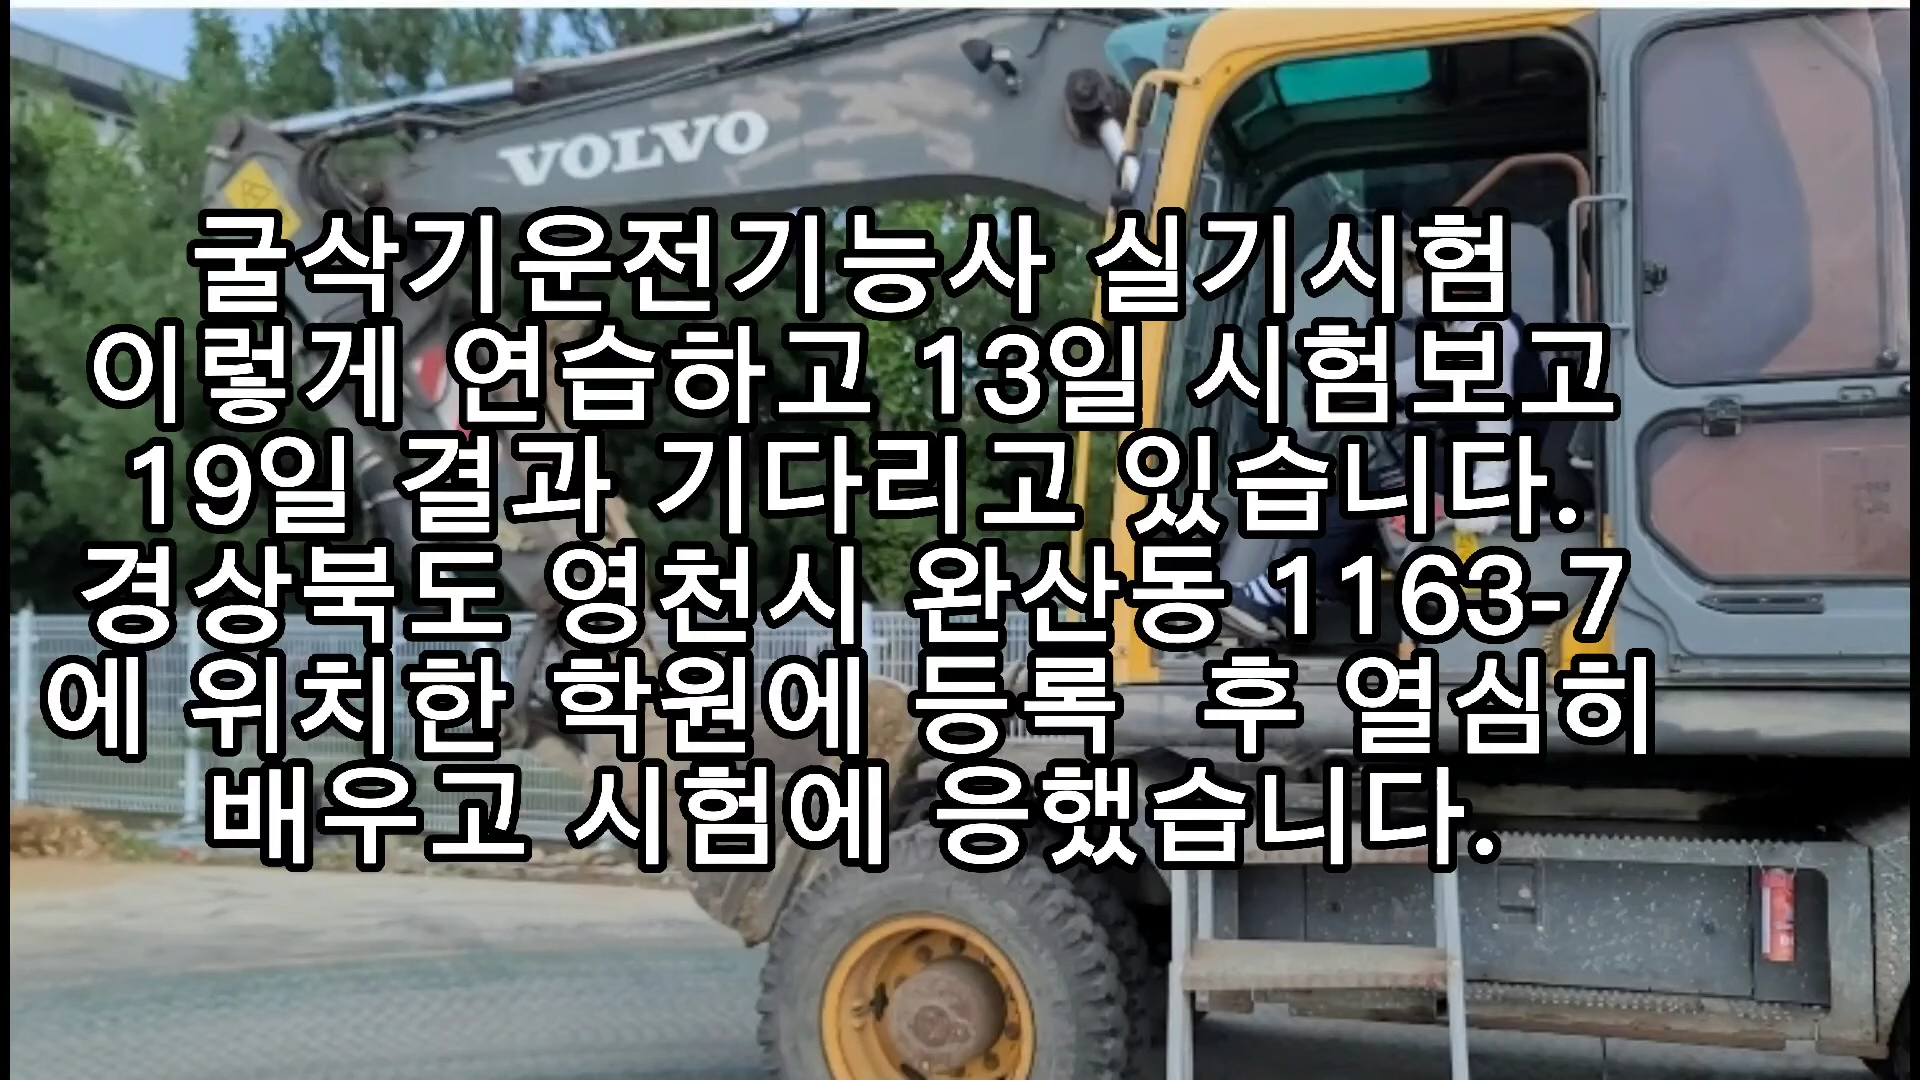 VOLVO
굴삭기운전기능사 실기시험
이렇게 연습하고 13일 시험보고
19일 결과 기다리고 있습니다.
경상북도 영천시 완산동 1163-7
에 위치한 학원에 등록 후 열심히
배우고 시험에 응했습니다.